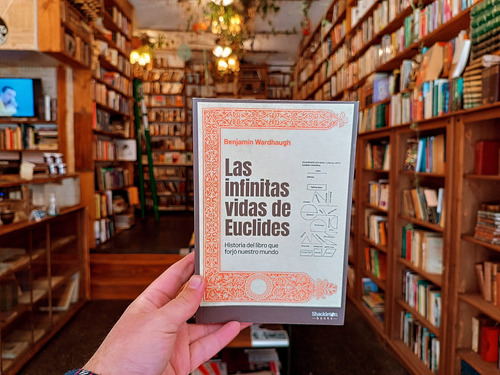 Benjamin Wardhaugh
Las
infinitas
vidas de
Euclides
Historia del libro que
forjó nuestro mundo
Shackleton
books